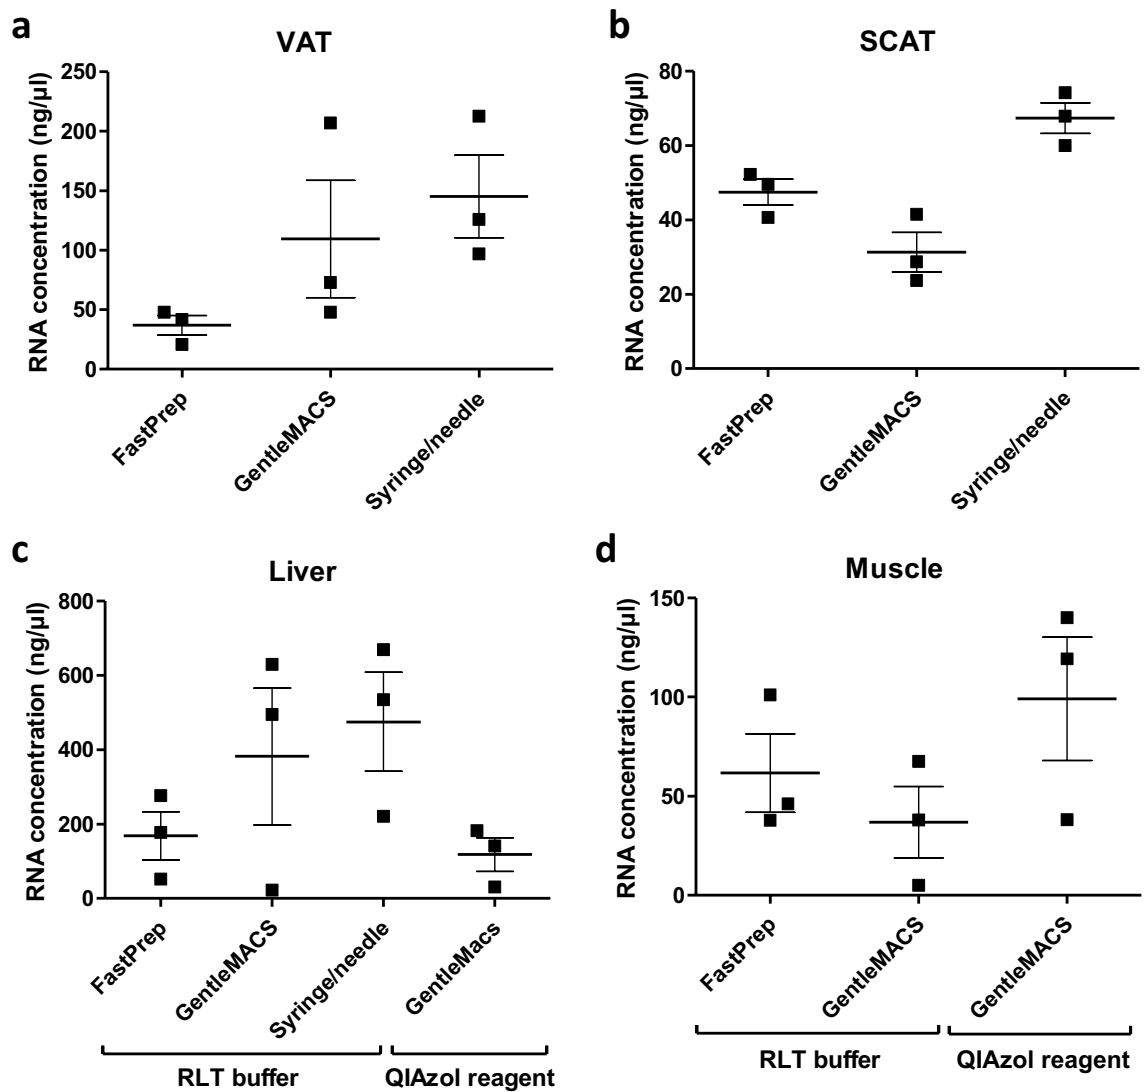 a
VAT
RNA concentration (ng/µl)
250
200
150
100
50
0
FastPrep
GentleMACS
Syringe/needle
b
SCAT
RNA concentration (ng/µl)
80
60
40
20
0
FastPrep
GentleMACS
Syringe/needle
c
Liver
RNA concentration (ng/µl)
800
600
400
200
0
FastPrep
GentleMACS
Syringe/needle
GentleMacs
RLT buffer
QIAzol reagent
d
Muscle
RNA concentration (ng/µl)
150
100
50
0
FastPrep
GentleMACS
GentleMACS
RLT buffer
QIAzol reagent